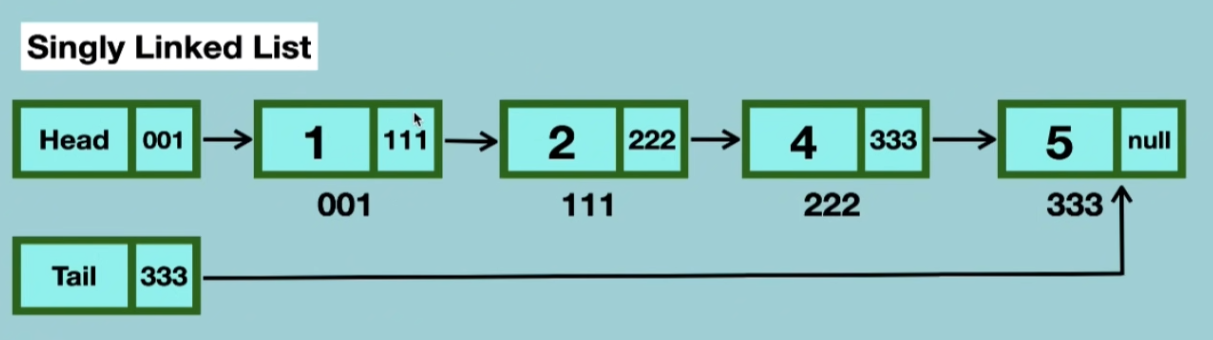 Singly Linked List
Head 001 1 111 2 222 4 333 5 null
001 111 222 333
Tail 333